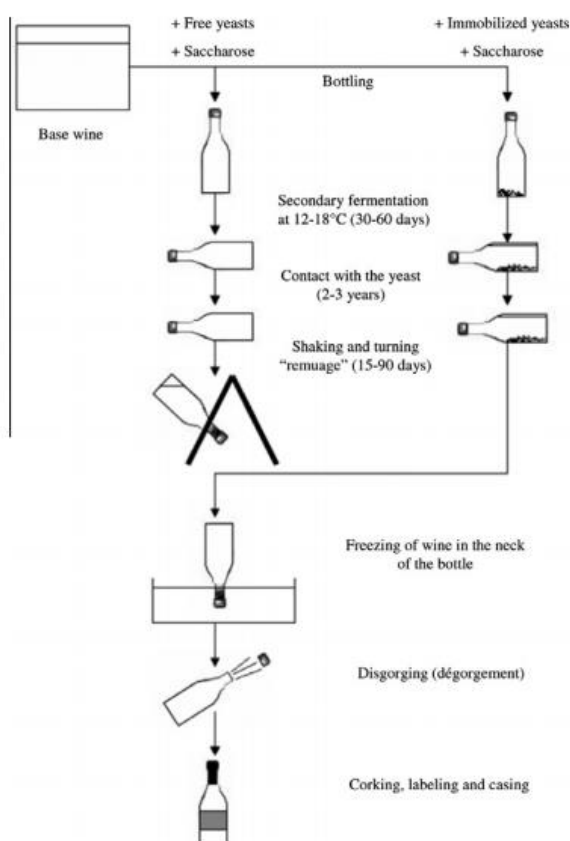 + Free yeasts
+ Saccharose
+ Immobilized yeasts
+ Saccharose
Bottling
Base wine
Secondary fermentation
at 12-18°C (30-60 days)
Contact with the yeast
(2-3 years)
Shaking and turning
“remuage” (15-90 days)
Freezing of wine in the neck
of the bottle
Disgorging (dégorgement)
Corking, labeling and casing